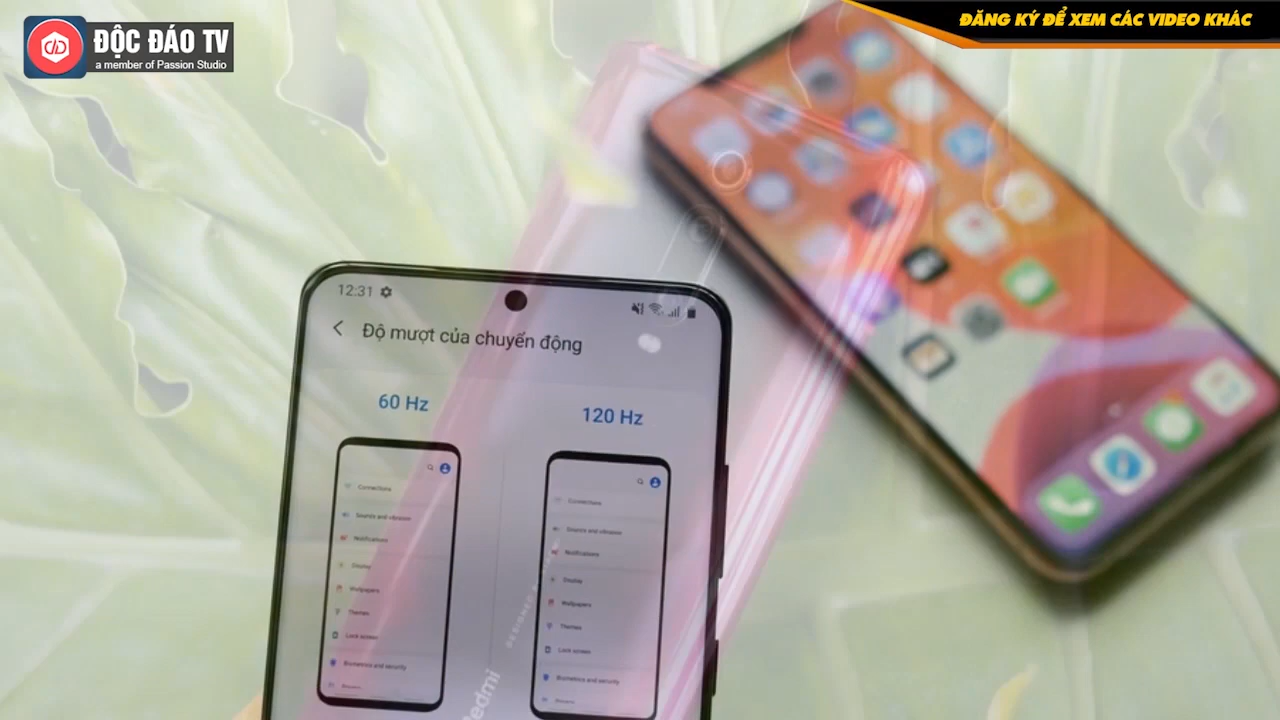 ĐỘC ĐÁO TV
a member of Passion Studio
ĐĂNG KÝ ĐỂ XEM CÁC VIDEO KHÁC
12:31
Độ mượt của chuyển động
60 Hz
120 Hz
Connections
Sounds and vibration
Notifications
Display
Wallpapers
Themes
Lock screen
Biometrics and security
Connections
Sounds and vibration
Notifications
Display
Wallpapers
Themes
Lock screen
Biometrics and security
Redmi